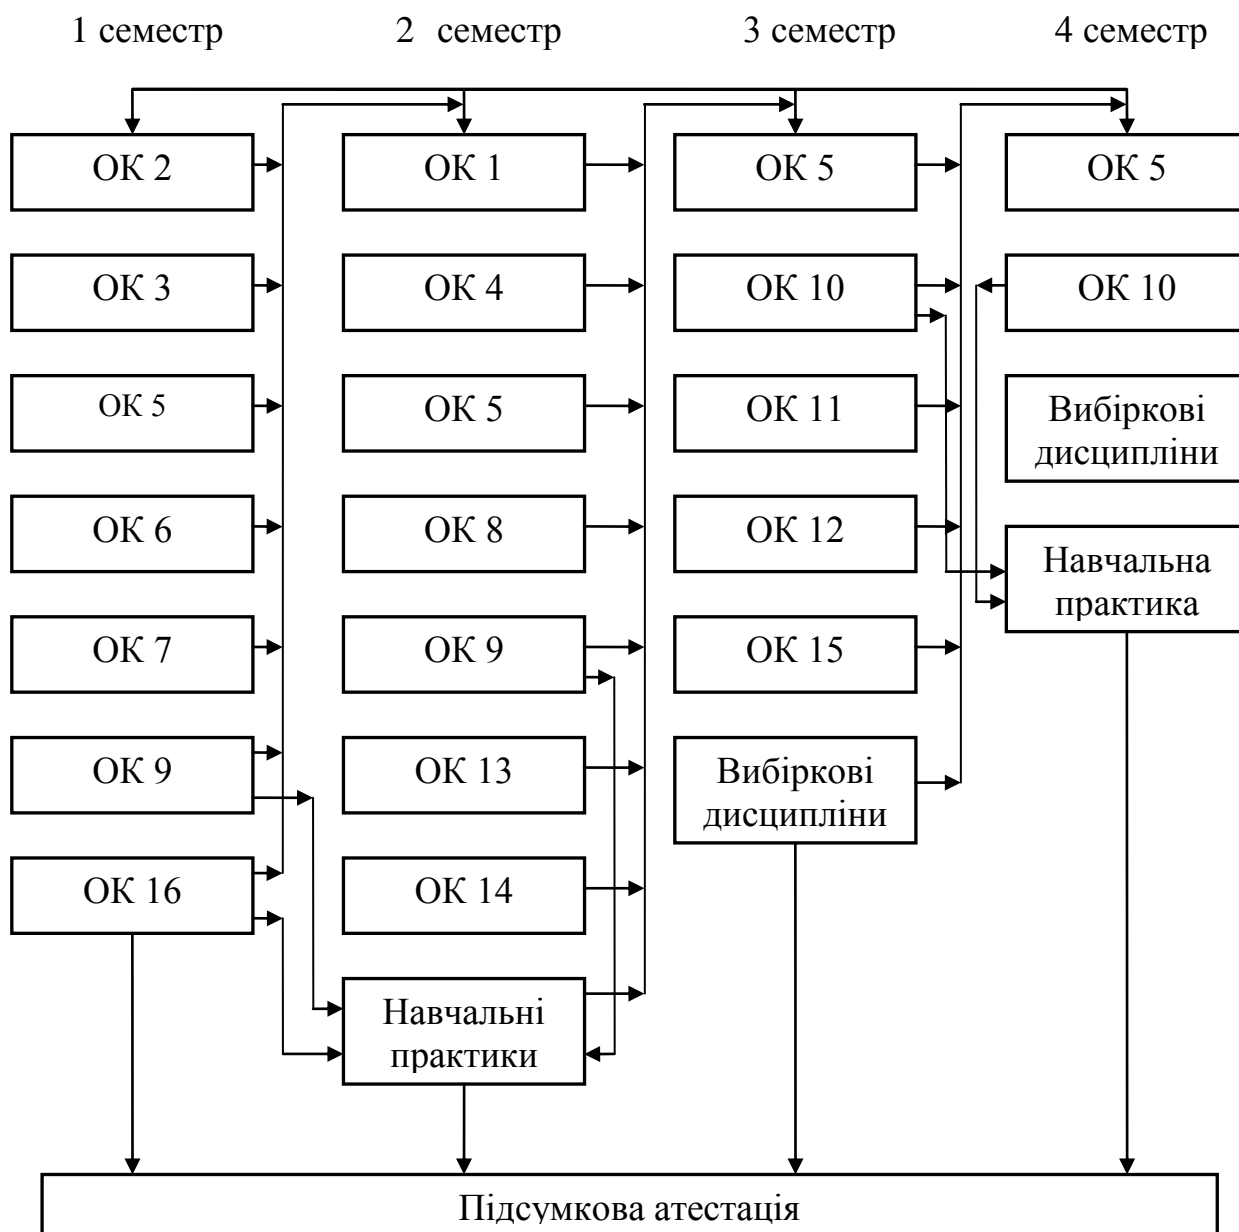 1 семестр
2 семестр
3 семестр
4 семестр
ОК 2
ОК 1
ОК 5
ОК 5
ОК 3
ОК 4
ОК 10
ОК 10
ОК 5
ОК 5
ОК 11
Вибіркові
дисципліни
ОК 6
ОК 8
ОК 12
Навчальна
практика
ОК 7
ОК 9
ОК 15
ОК 9
ОК 13
Вибіркові
дисципліни
ОК 16
ОК 14
Навчальні
практики
Підсумкова атестація